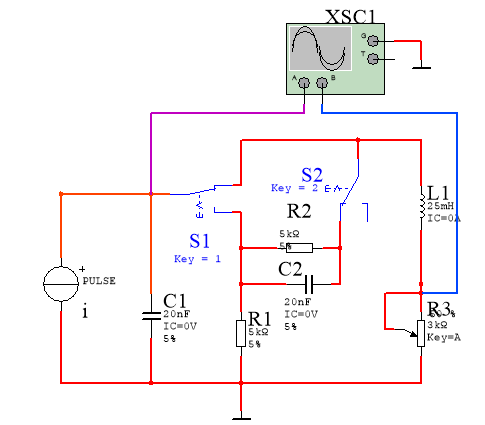 XSC1
G
T
A
B
S2
Key = 2
L1
25mH
IC=0A
R2
5kΩ
5%
S1
Key = 1
+
PULSE
i
C2
20nF
IC=0V
5%
C1
20nF
IC=0V
5%
R1
5kΩ
5%
R3
3kΩ
Key=A